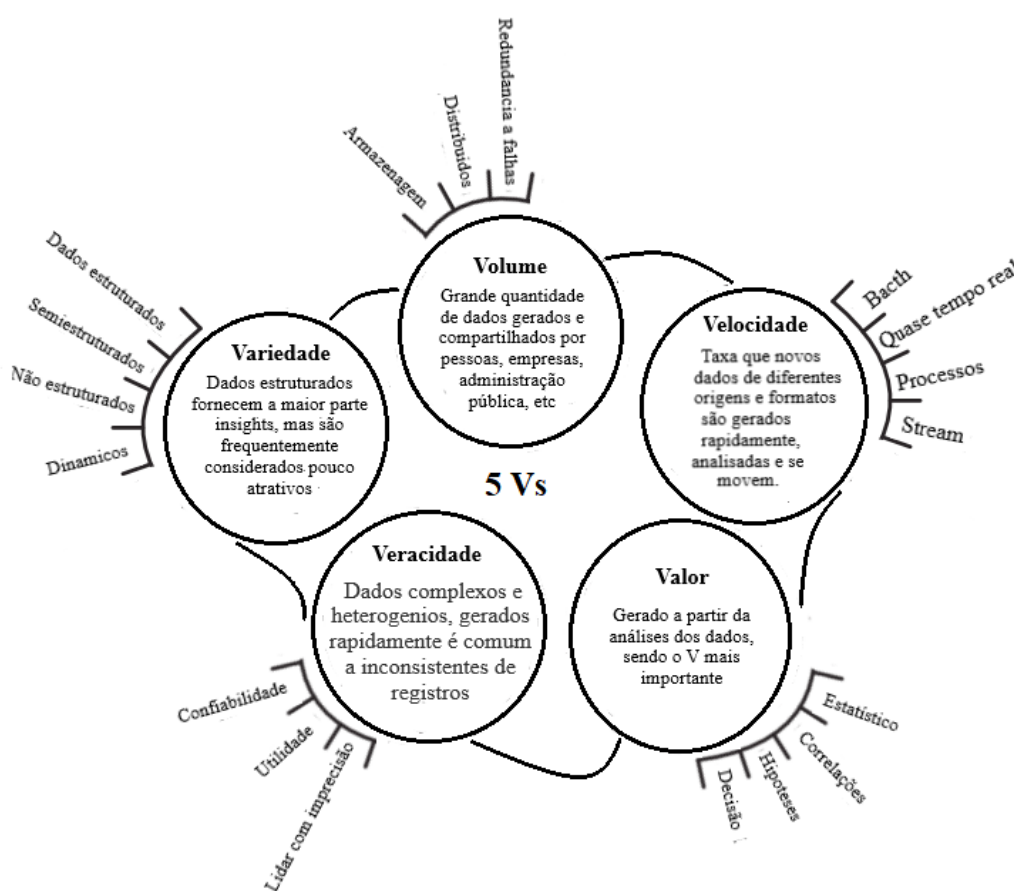 Redundancia a falhas
Distribuidos
Armazenagem
Volume
Grande quantidade
de dados gerados e
compartilhados por
pessoas, empresas,
administração
pública, etc
Bacth
Quase tempo real
Processos
Stream
Velocidade
Taxa que novos
dados de diferentes
origens e formatos
são gerados
rapidamente,
analisadas e se
movem.
Dados estruturados
Semiestruturados
Não estruturados
Dinamicos
Variedade
Dados estruturados
fornecem a maior parte
insights, mas são
frequentemente
considerados pouco
atrativos
5 Vs
Veracidade
Dados complexos e
heterogenios, gerados
rapidamente é comum
a inconsistentes de
registros
Confiabilidade
Utilidade
Lidar com imprecisão
Valor
Gerado a partir da
análises dos dados,
sendo o V mais
importante
Estatístico
Correlações
Hipoteses
Decisão